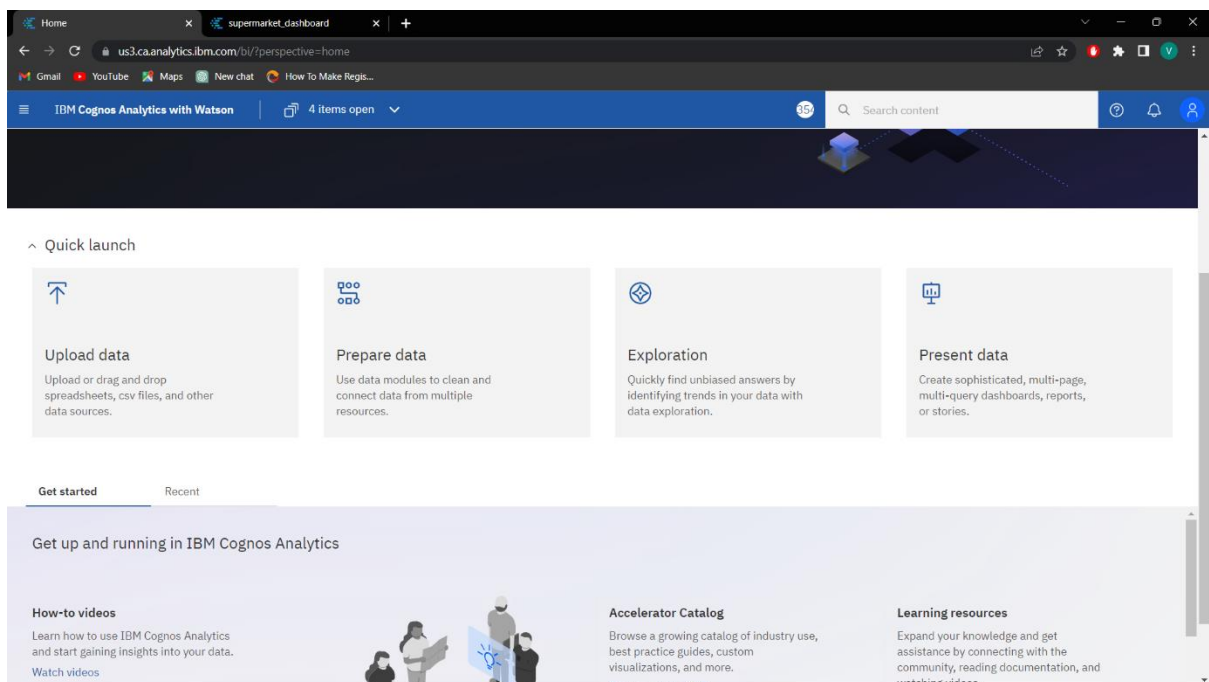 Home
supermarket_dashboard
us3.ca.analytics.ibm.com/bi/?perspective=home
Gmail YouTube Maps New chat How To Make Regis...
IBM Cognos Analytics with Watson 4 items open Search content
Quick launch
Upload data
Upload or drag and drop
spreadsheets, csv files, and other
data sources.
Prepare data
Use data modules to clean and
connect data from multiple
resources.
Exploration
Quickly find unbiased answers by
identifying trends in your data with
data exploration.
Present data
Create sophisticated, multi-page,
multi-query dashboards, reports,
or stories.
Get started Recent
Get up and running in IBM Cognos Analytics
How-to videos
Learn how to use IBM Cognos Analytics
and start gaining insights into your data.
Watch videos
Accelerator Catalog
Browse a growing catalog of industry use,
best practice guides, custom
visualizations, and more.
Learning resources
Expand your knowledge and get
assistance by connecting with the
community, reading documentation, and